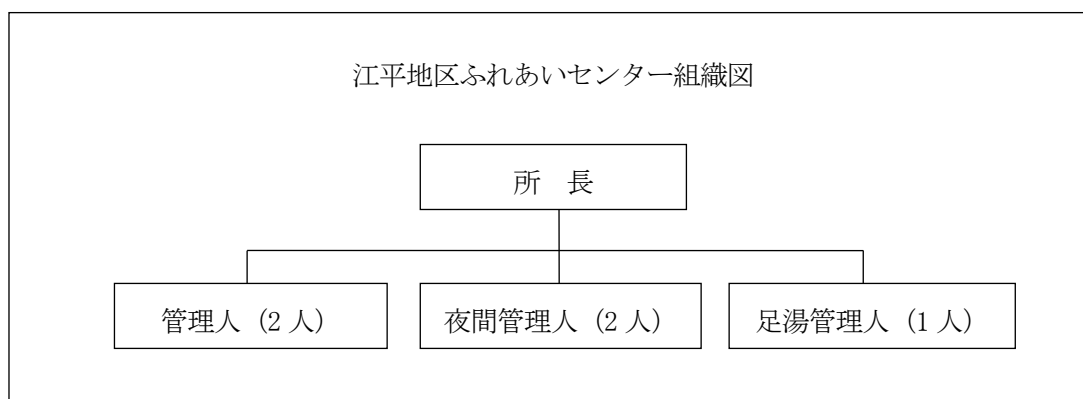 江平地区ふれあいセンター組織図
所　長
管理人（2 人）
夜間管理人（2 人）
足湯管理人（1 人）